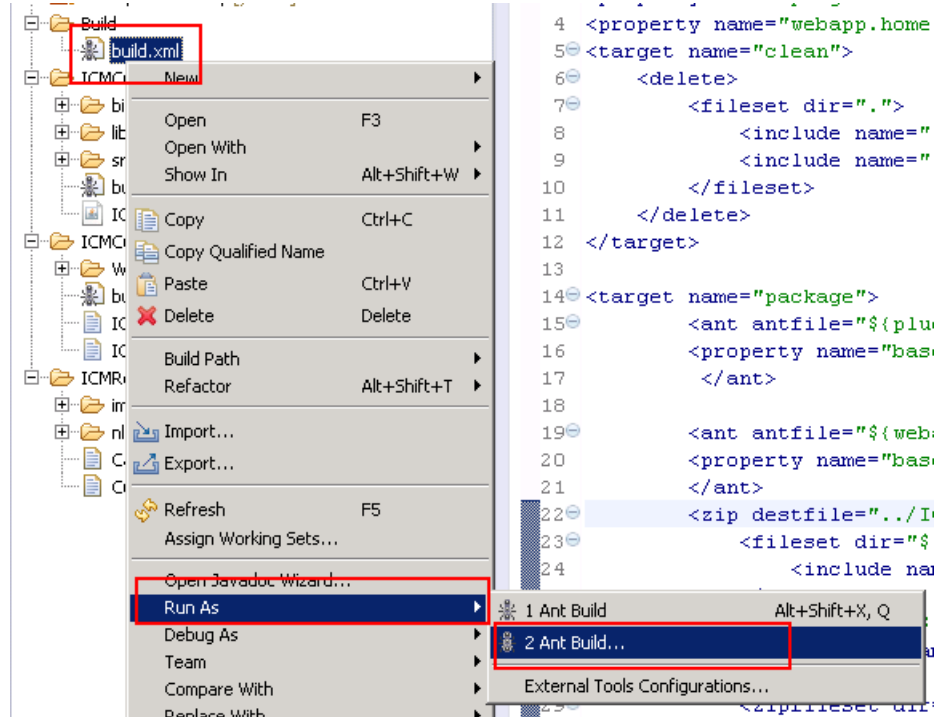 Build
build.xml
New
Open F3
Open With
Show In Alt+Shift+W
Copy Ctrl+C
Copy Qualified Name
Paste Ctrl+V
Delete Delete
Build Path
Refactor Alt+Shift+T
Import...
Export...
Refresh F5
Assign Working Sets...
Open Javadoc Wizard...
Run As
Debug As
Team
Compare With
Replace With
1 Ant Build Alt+Shift+X, Q
2 Ant Build...
External Tools Configurations...
4 <property name="webapp.home
5 <target name="clean">
6 <delete>
7 <fileset dir=".">
8 <include name="
9 <include name="
10 </fileset>
11 </delete>
12 </target>
13
14 <target name="package">
15 <ant antfile="${plu
16 <property name="bas
17 </ant>
18
19 <ant antfile="${web
20 <property name="bas
21 </ant>
22 <zip destfile="../I
23 <fileset dir="$
24 <include na